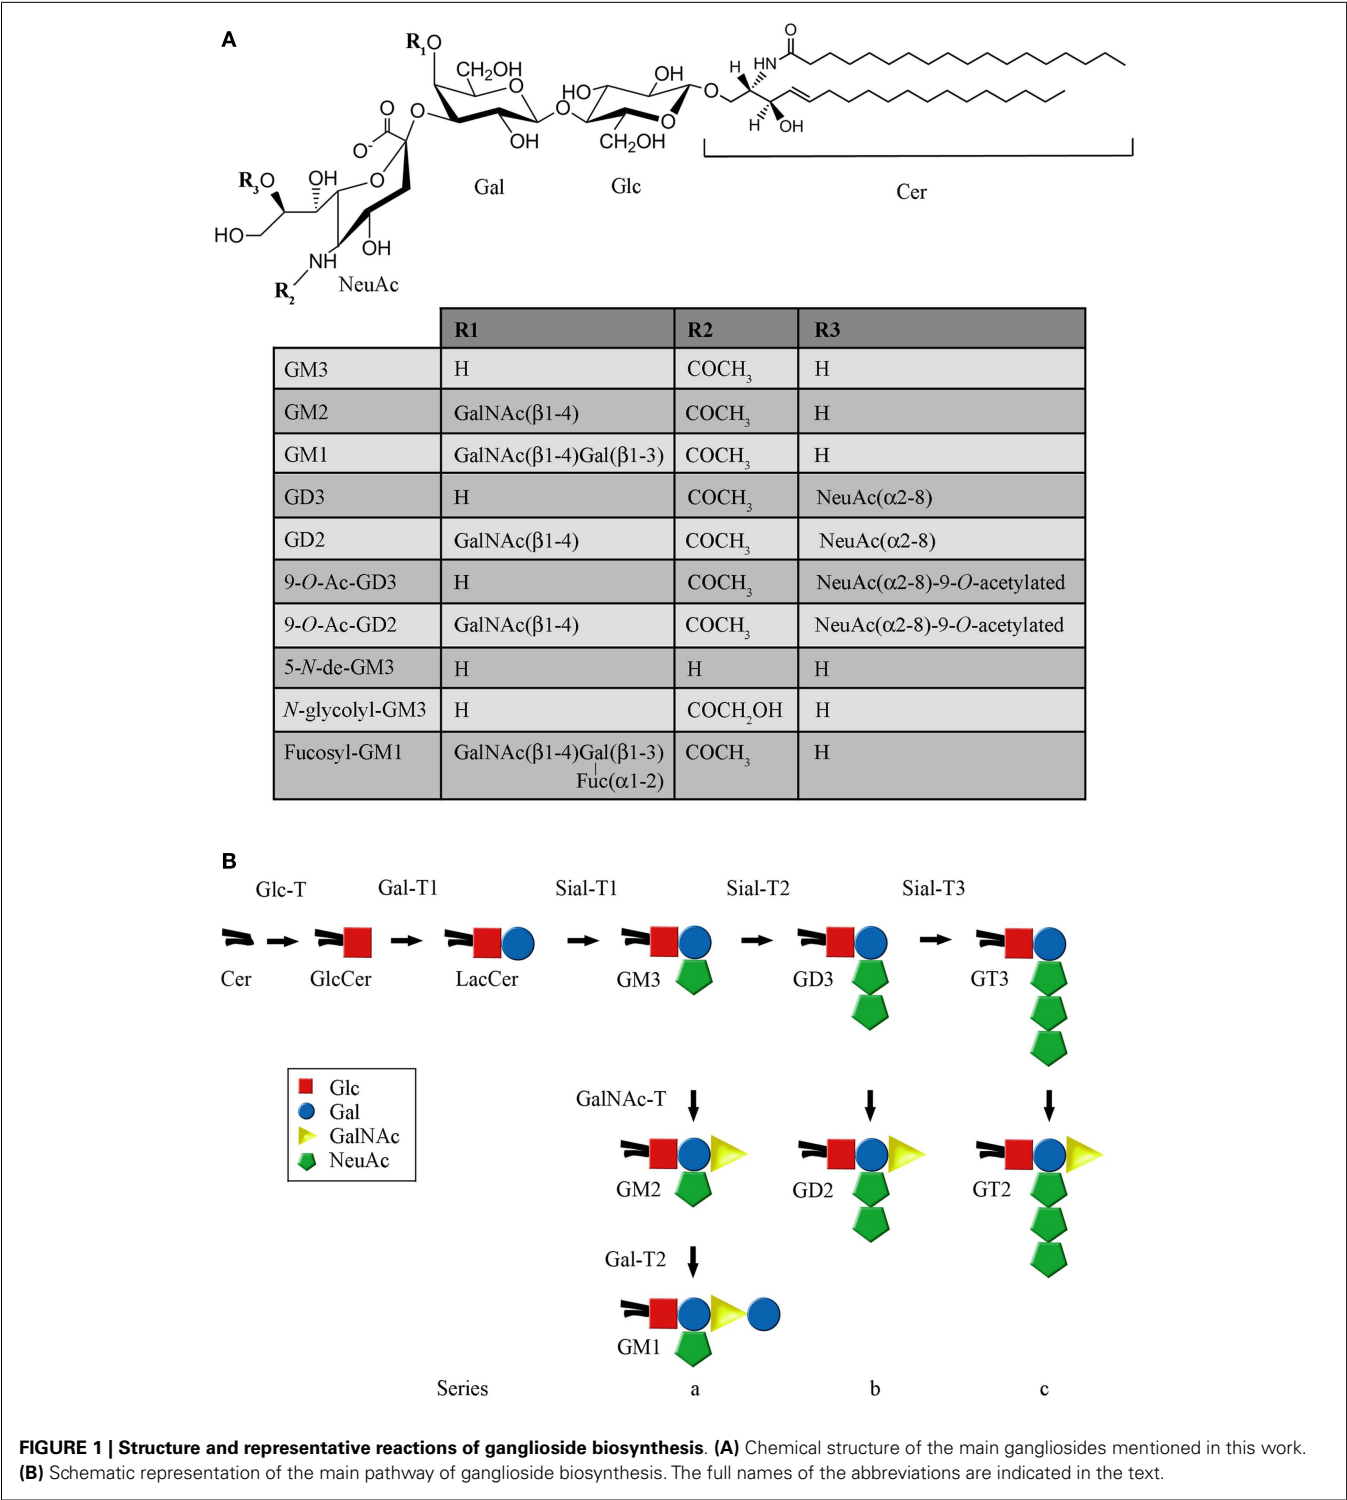 A
R₁O
CH₂OH
O
OH
O
HO
OH
O
CH₂OH
O
H
HN
O
H
OH
O
O
O⁻
O
R₃O
OH
HO
OH
NH
R₂
NeuAc
Gal
Glc
Cer
R1 R2 R3
GM3 H COCH₃ H
GM2 GalNAc(β1-4) COCH₃ H
GM1 GalNAc(β1-4)Gal(β1-3) COCH₃ H
GD3 H COCH₃ NeuAc(α2-8)
GD2 GalNAc(β1-4) COCH₃ NeuAc(α2-8)
9-O-Ac-GD3 H COCH₃ NeuAc(α2-8)-9-O-acetylated
9-O-Ac-GD2 GalNAc(β1-4) COCH₃ NeuAc(α2-8)-9-O-acetylated
5-N-de-GM3 H H H
N-glycolyl-GM3 H COCH₂OH H
Fucosyl-GM1 GalNAc(β1-4)Gal(β1-3) COCH₃ H
Fuc(α1-2)
B
Glc-T Gal-T1 Sial-T1 Sial-T2 Sial-T3
Cer GlcCer LacCer GM3 GD3 GT3
Glc
Gal
GalNAc
NeuAc
GalNAc-T
GM2 GD2 GT2
Gal-T2
GM1
Series a b c
FIGURE 1 | Structure and representative reactions of ganglioside biosynthesis. (A) Chemical structure of the main gangliosides mentioned in this work.
(B) Schematic representation of the main pathway of ganglioside biosynthesis. The full names of the abbreviations are indicated in the text.